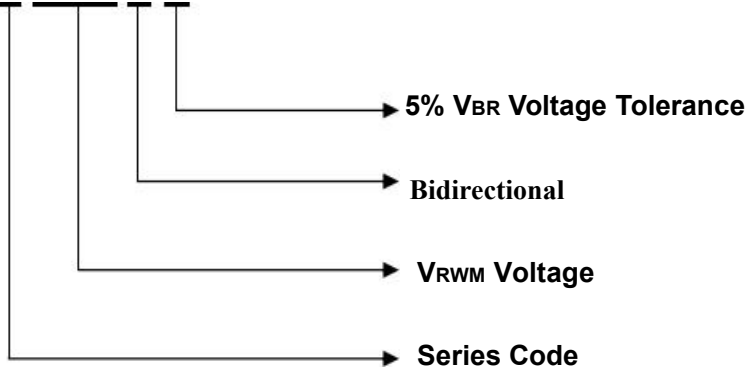 5% VBR Voltage Tolerance
Bidirectional
VRWM Voltage
Series Code